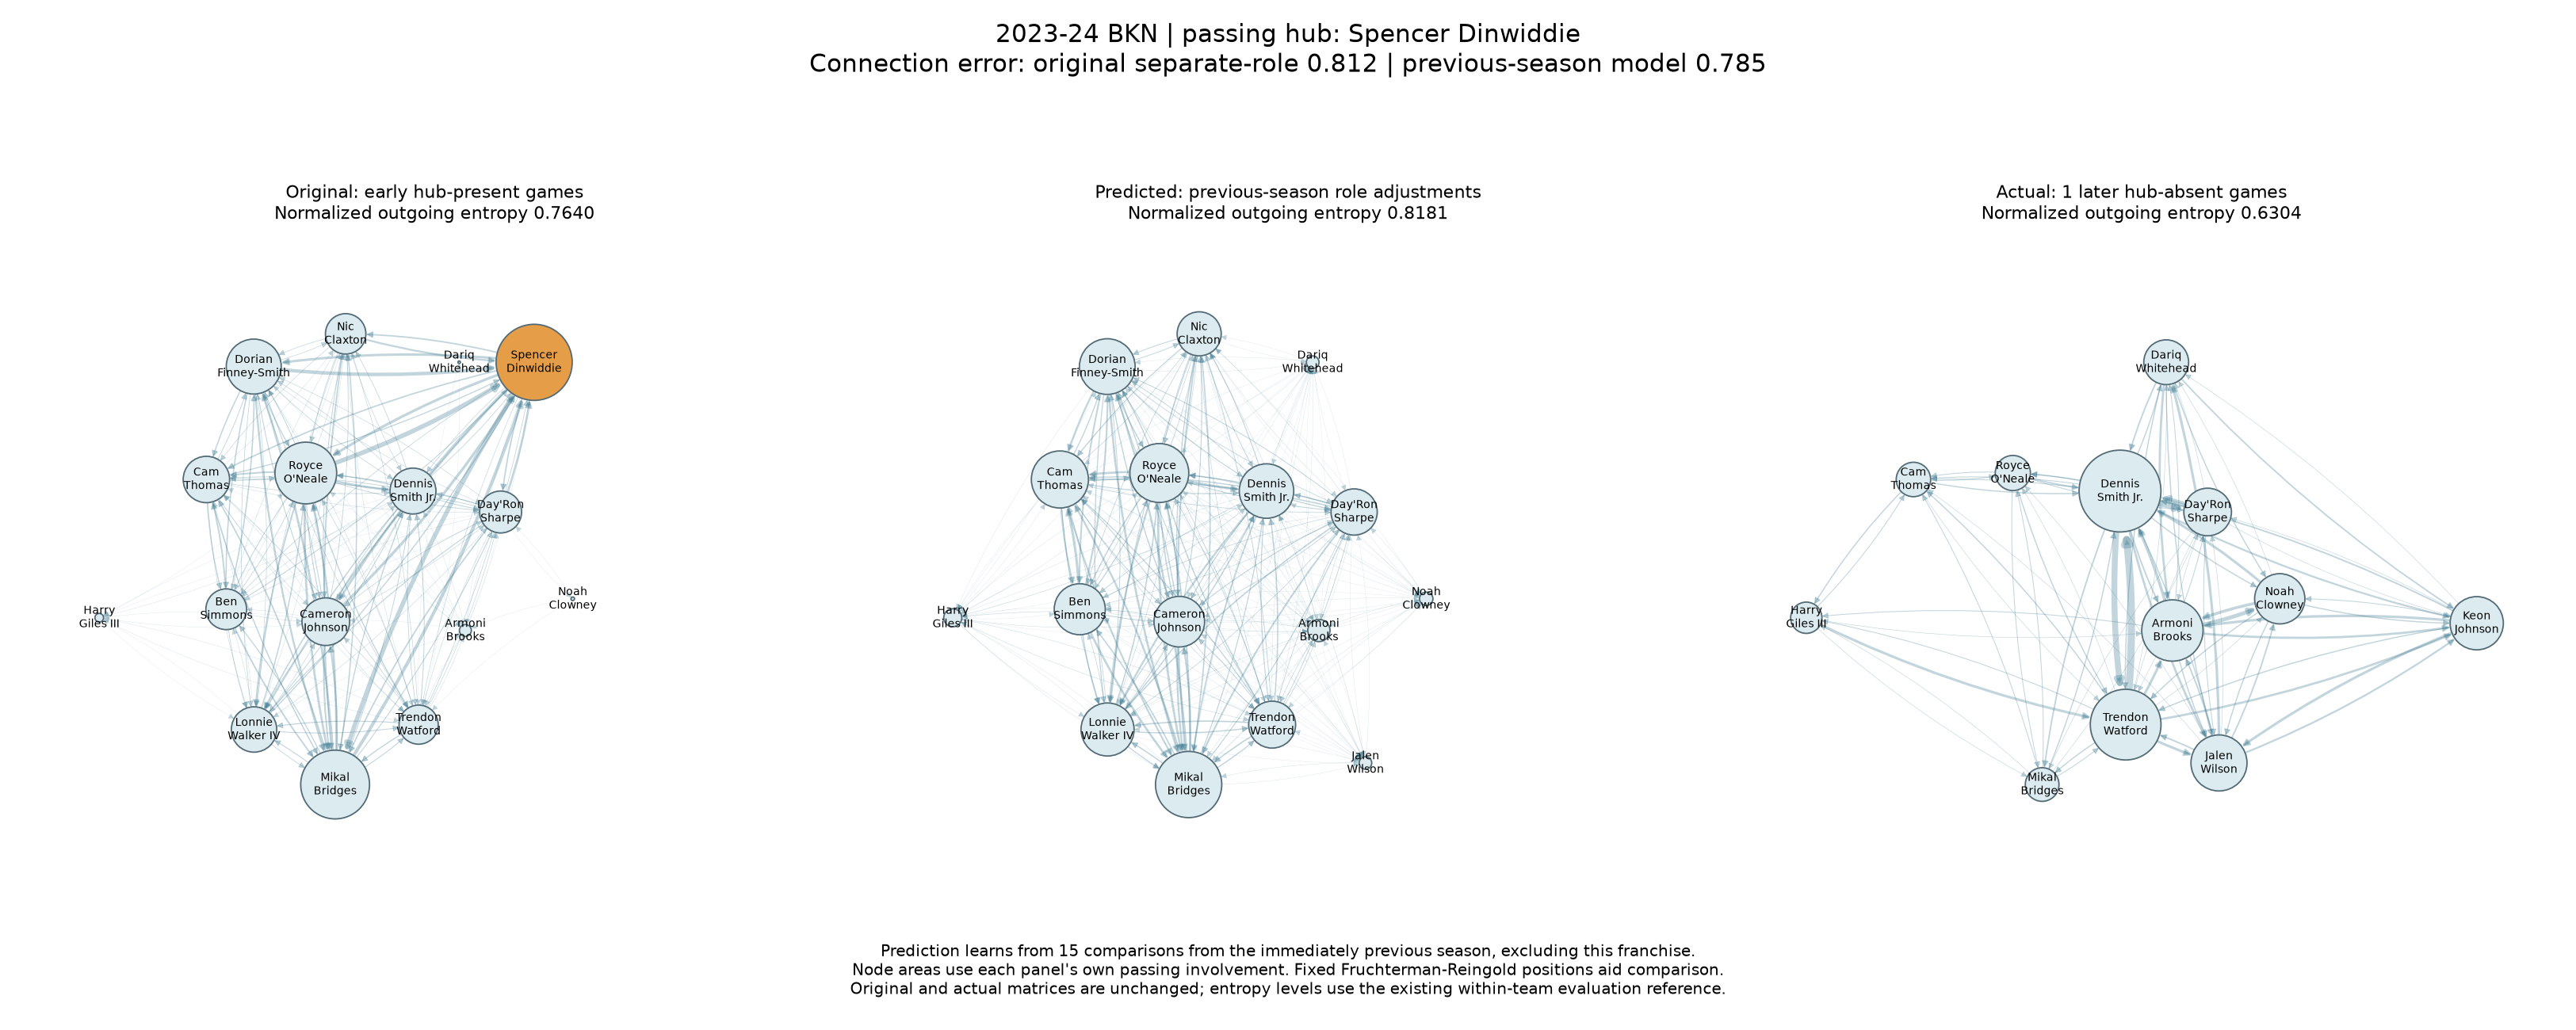 2023-24 BKN | passing hub: Spencer Dinwiddie
Connection error: original separate-role 0.812 | previous-season model 0.785
Original: early hub-present games
Normalized outgoing entropy 0.7640
Nic
Claxton
Dorian
Finney-Smith
Dariq
Whitehead
Spencer
Dinwiddie
Cam
Thomas
Royce
O'Neale
Dennis
Smith Jr.
Day'Ron
Sharpe
Harry
Giles III
Ben
Simmons
Cameron
Johnson
Armoni
Brooks
Noah
Clowney
Lonnie
Walker IV
Trendon
Watford
Mikal
Bridges
Predicted: previous-season role adjustments
Normalized outgoing entropy 0.8181
Nic
Claxton
Dorian
Finney-Smith
Dariq
Whitehead
Cam
Thomas
Royce
O'Neale
Dennis
Smith Jr.
Day'Ron
Sharpe
Harry
Giles III
Ben
Simmons
Cameron
Johnson
Armoni
Brooks
Noah
Clowney
Lonnie
Walker IV
Trendon
Watford
Jalen
Wilson
Mikal
Bridges
Actual: 1 later hub-absent games
Normalized outgoing entropy 0.6304
Dariq
Whitehead
Cam
Thomas
Royce
O'Neale
Dennis
Smith Jr.
Day'Ron
Sharpe
Harry
Giles III
Armoni
Brooks
Noah
Clowney
Keon
Johnson
Trendon
Watford
Jalen
Wilson
Mikal
Bridges
Prediction learns from 15 comparisons from the immediately previous season, excluding this franchise.
Node areas use each panel's own passing involvement. Fixed Fruchterman-Reingold positions aid comparison.
Original and actual matrices are unchanged; entropy levels use the existing within-team evaluation reference.